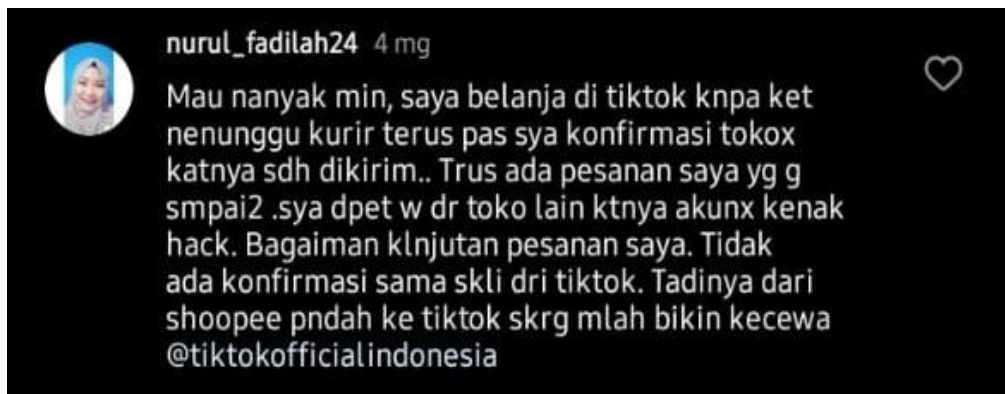 nurul_fadilah24 4 mg
Mau nanyak min, saya belanja di tiktok knpa ket
nenunggu kurir terus pas sya konfirmasi tokox
katnya sdh dikirim.. Trus ada pesanan saya yg g
smpai2 .sya dpet w dr toko lain ktnya akunx kenak
hack. Bagaiman klnjutan pesanan saya. Tidak
ada konfirmasi sama skli dri tiktok. Tadinya dari
shoopee pndah ke tiktok skrg mlah bikin kecewa
@tiktokofficialindonesia